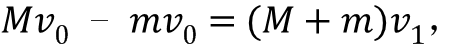 Mv₀ – mv₀ = (M + m)v₁,